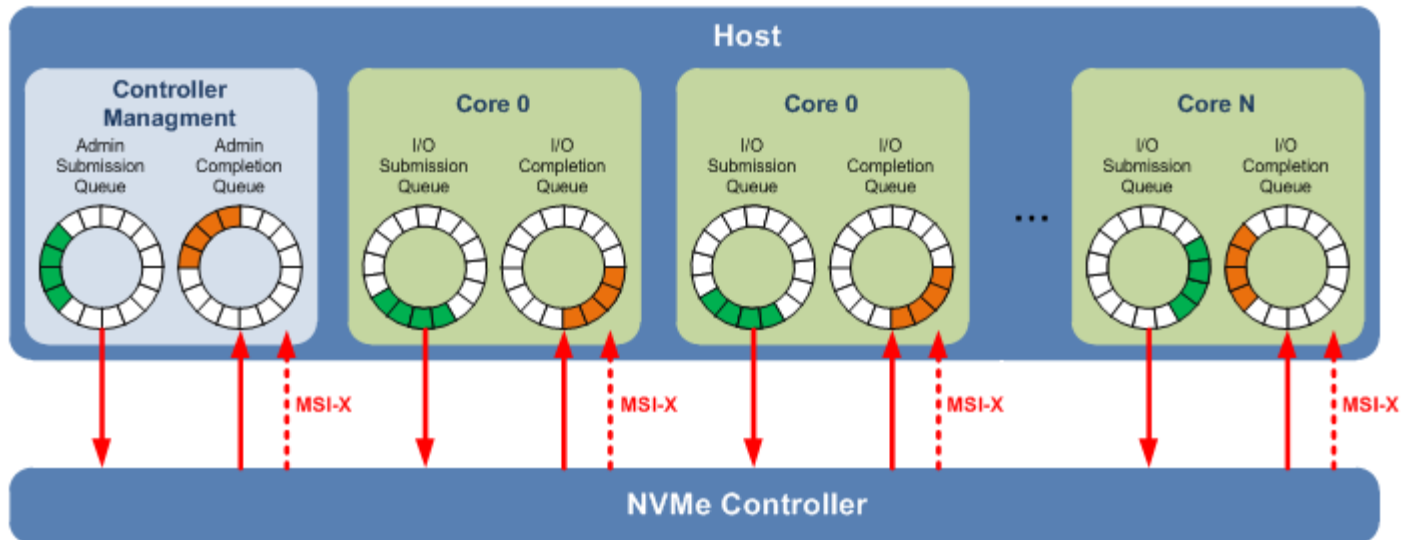 Host
Controller
Managment
Admin
Submission
Queue
Admin
Completion
Queue
Core 0
I/O
Submission
Queue
I/O
Completion
Queue
Core 0
I/O
Submission
Queue
I/O
Completion
Queue
...
Core N
I/O
Submission
Queue
I/O
Completion
Queue
MSI-X
MSI-X
MSI-X
MSI-X
NVMe Controller